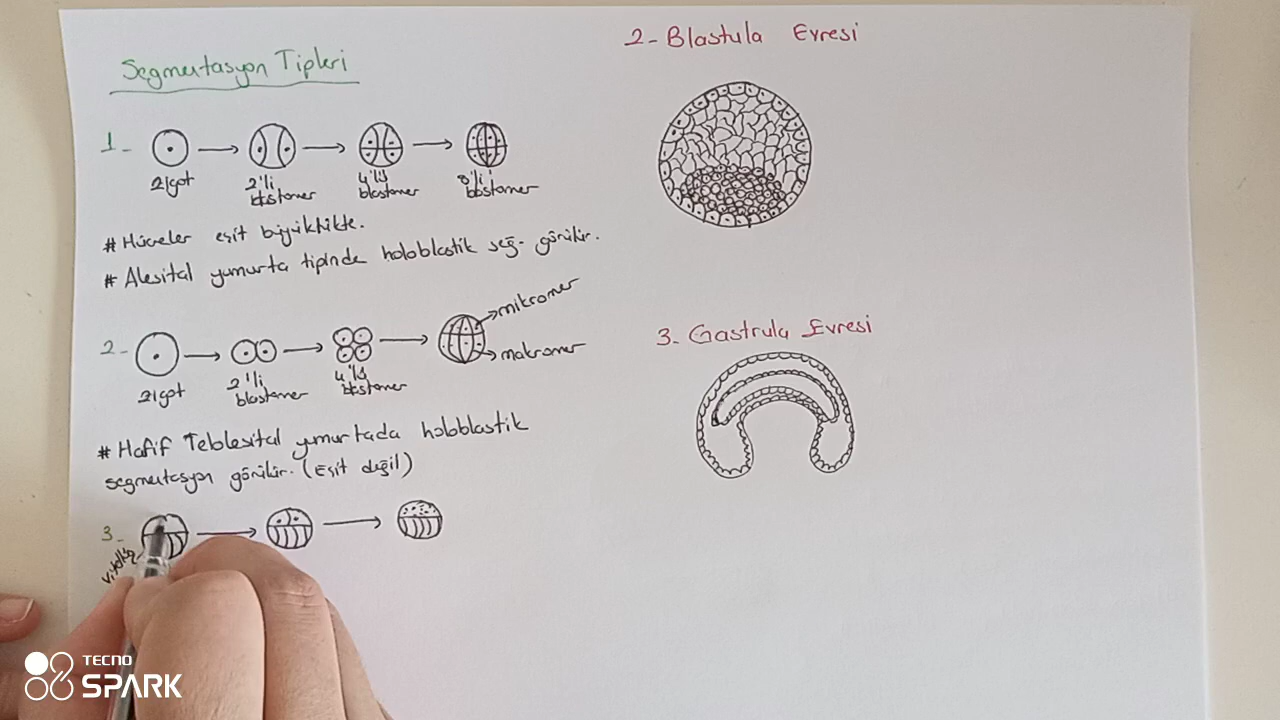 Segmentasyon Tipleri
1-
zigot
2'li blastomer
4'lü blastomer
8'li blastomer
# Hücreler eşit büyüklükte.
# Alesital yumurta tipinde holoblastik seg- görülür.
2-
mikromer
makromer
zigot
2'li blastomer
4'lü blastomer
# Hafif Teblesital yumurtada holoblastik
segmentasyon görülür. (Eşit değil)
3-
2- Blastula Evresi
3. Gastrula Evresi
TECNO
SPARK